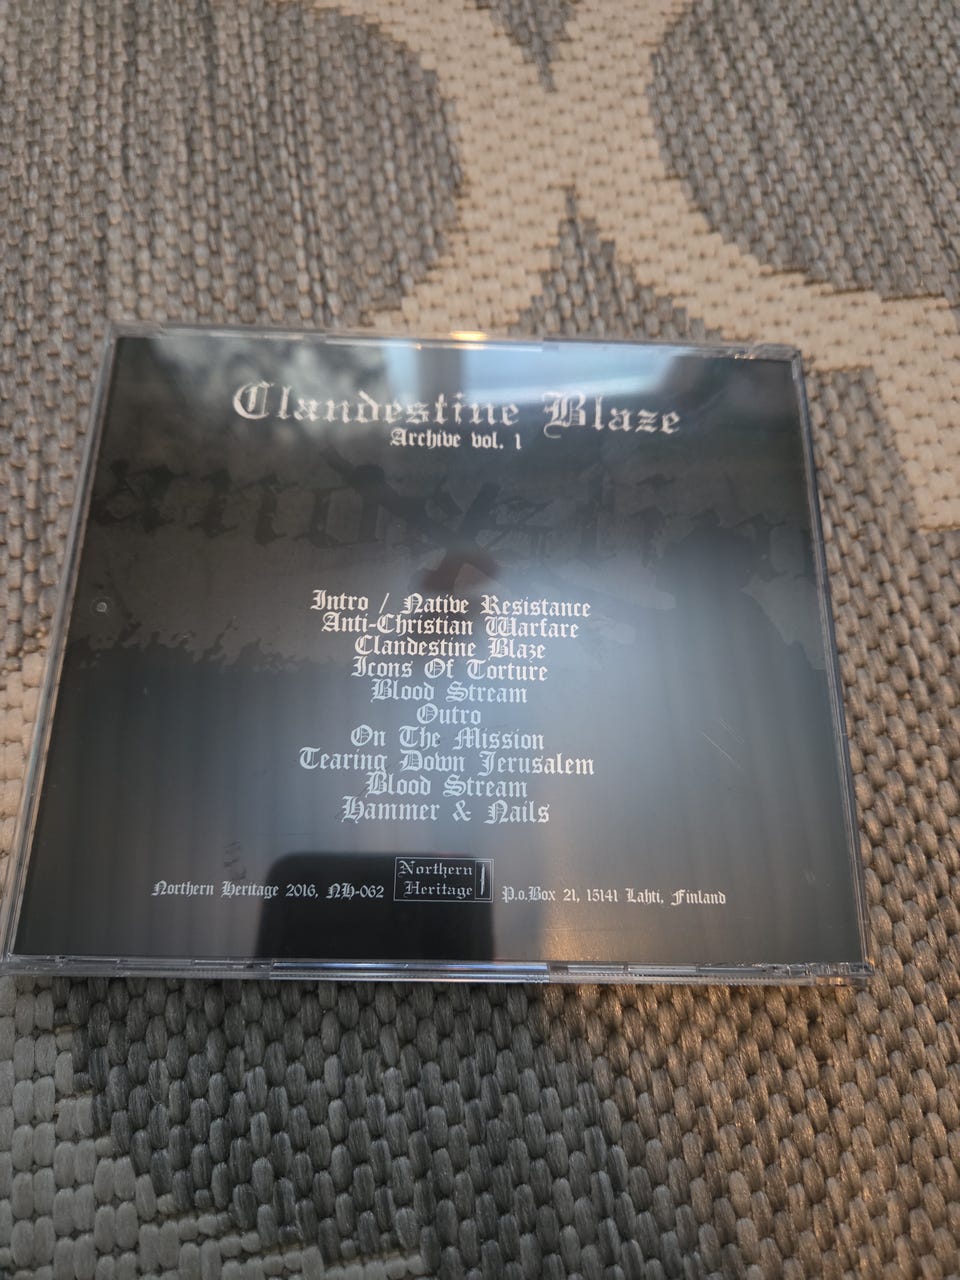 Clandestine Blaze
Archive vol. 1
Intro / Native Resistance
Anti-Christian Warfare
Clandestine Blaze
Icons Of Torture
Blood Stream
Outro
On The Mission
Tearing Down Jerusalem
Blood Stream
Hammer & Nails
Northern Heritage 2016, NH-062
Northern
Heritage
P.o.Box 21, 15141 Lahti, Finland